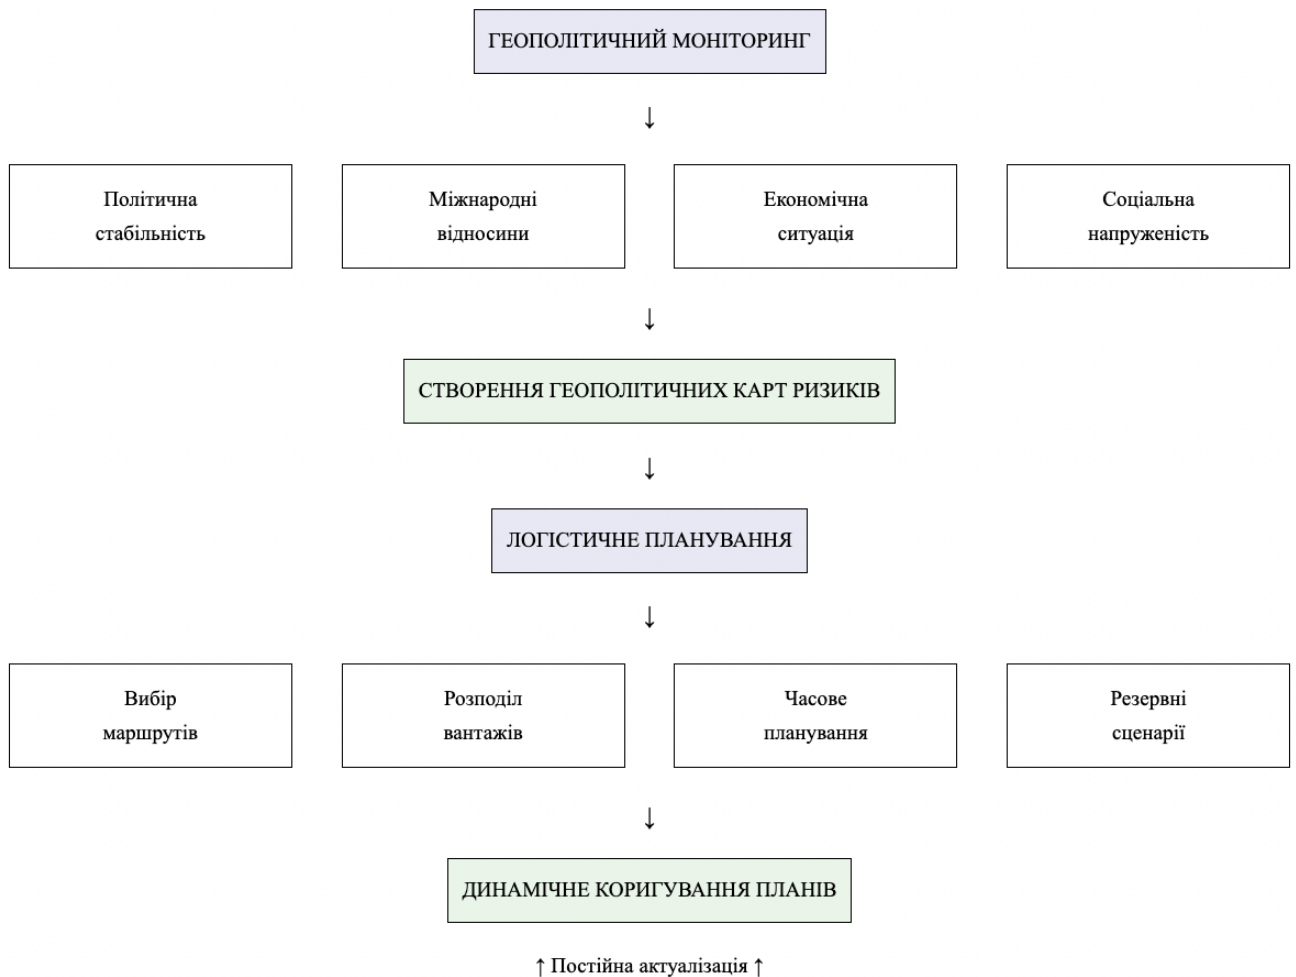 ГЕОПОЛІТИЧНИЙ МОНІТОРИНГ
↓
Політична
стабільність
Міжнародні
відносини
Економічна
ситуація
Соціальна
напруженість
↓
СТВОРЕННЯ ГЕОПОЛІТИЧНИХ КАРТ РИЗИКІВ
↓
ЛОГІСТИЧНЕ ПЛАНУВАННЯ
↓
Вибір
маршрутів
Розподіл
вантажів
Часове
планування
Резервні
сценарії
↓
ДИНАМІЧНЕ КОРИГУВАННЯ ПЛАНІВ
↑ Постійна актуалізація ↑